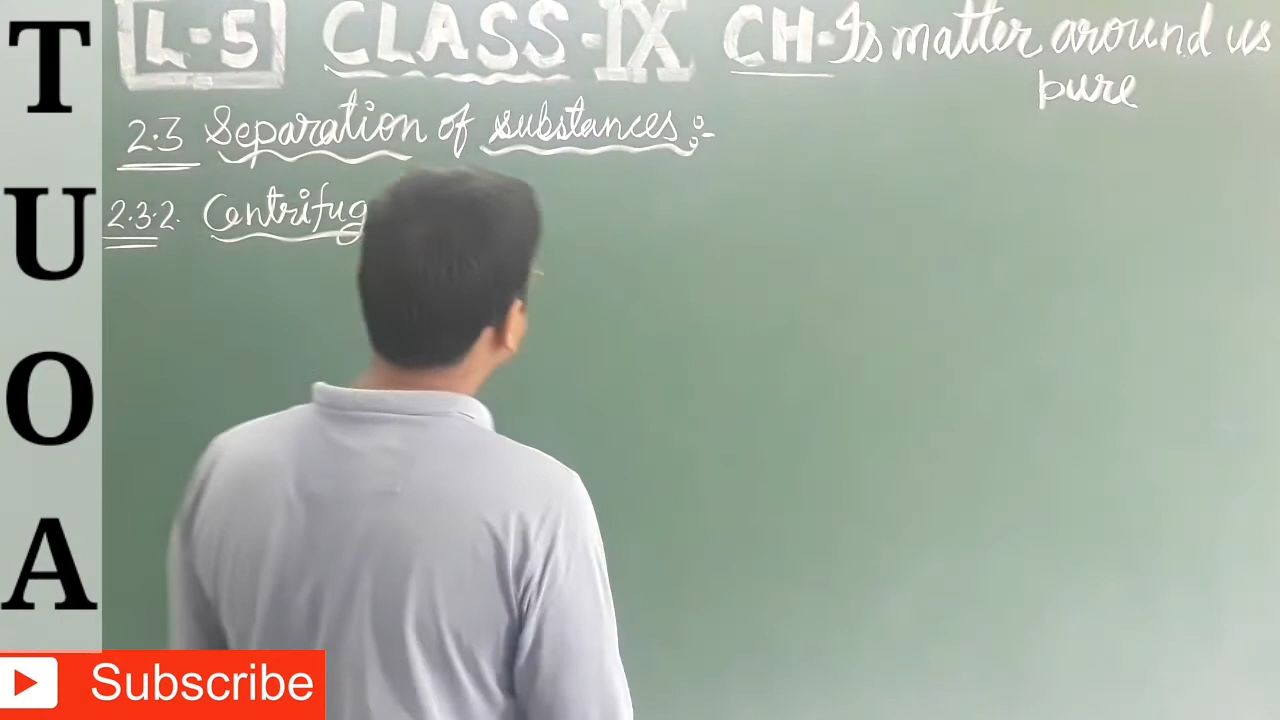 L-5 CLASS-IX CH-Is matter around us
pure
2.3 Separation of substances:-
2.3.2. Centrifug
TUOA
Subscribe